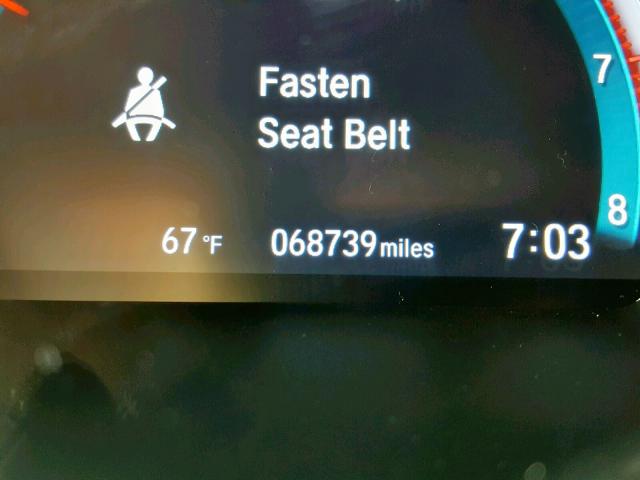 7
Fasten
Seat Belt
8
67 °F 068739 miles 7:03